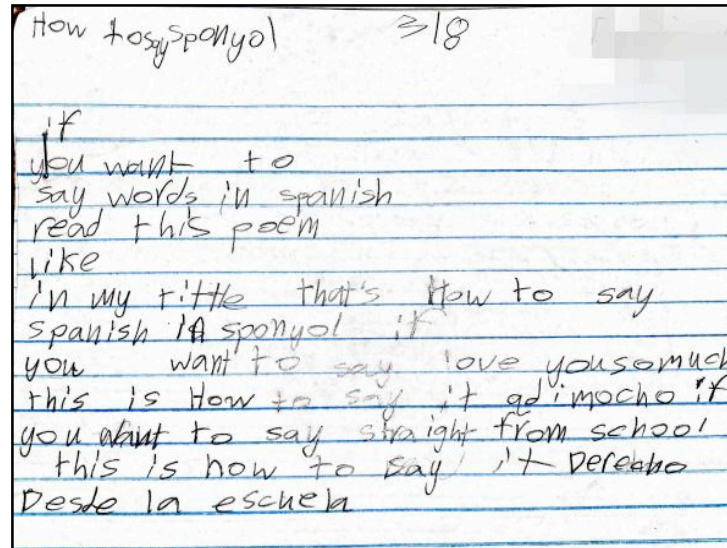 How to say sponyol 3/8
if
you want to
say words in spanish
read this poem
like
in my tittle that's How to say
spanish in sponyol if
you want to say love you so much
this is How to say it adimocho if
you want to say straight from school
this is how to say it Derecho
Desde la escuela